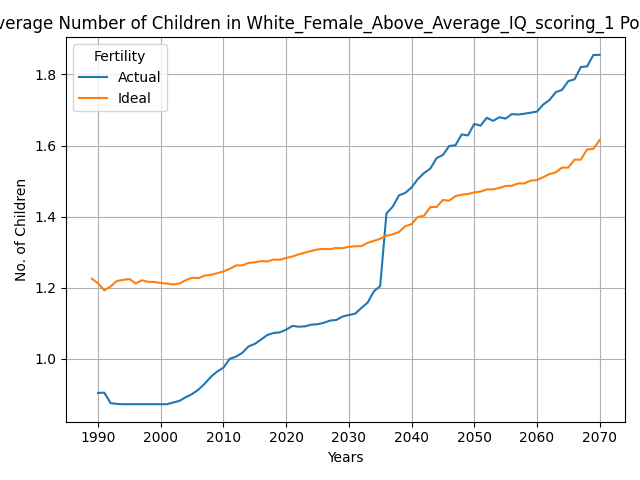 verage Number of Children in White_Female_Above_Average_IQ_scoring_1 Po
Fertility
Actual
Ideal
1.8
1.6
1.4
1.2
1.0
No. of Children
1990 2000 2010 2020 2030 2040 2050 2060 2070
Years